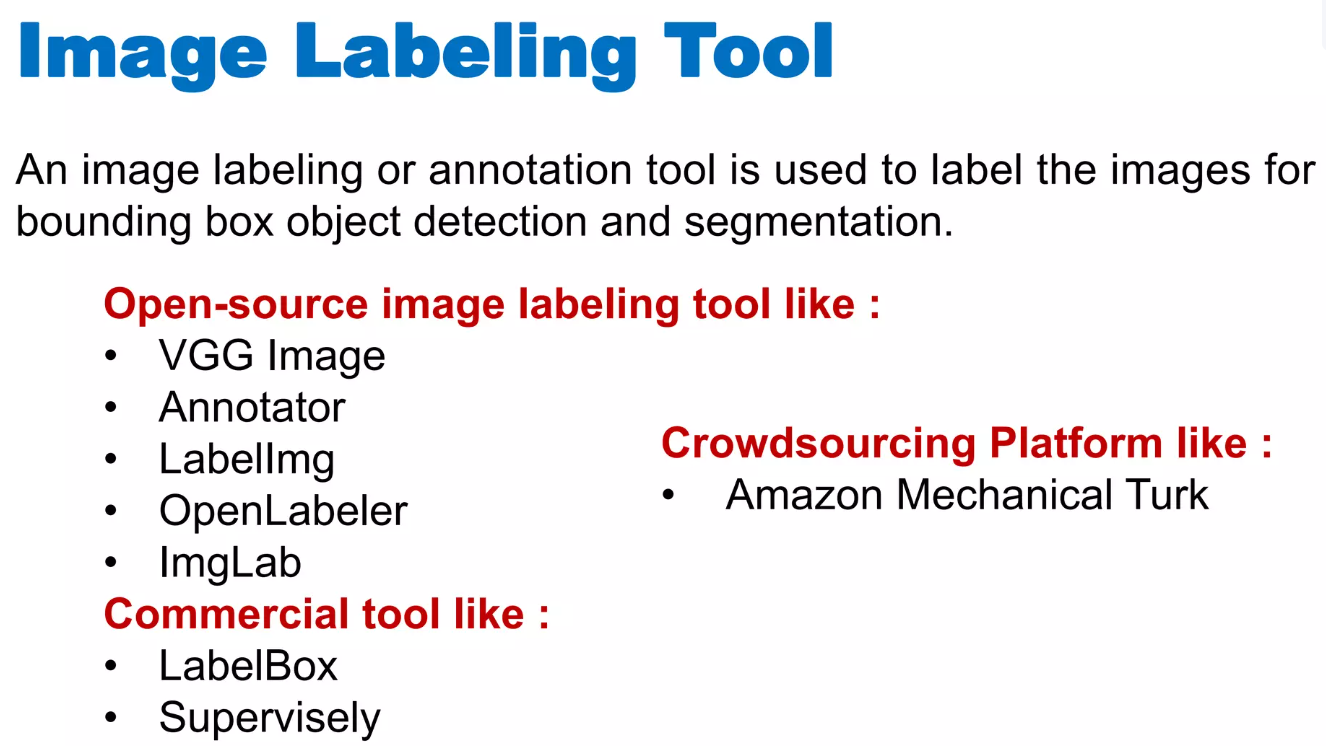 Image Labeling Tool
An image labeling or annotation tool is used to label the images for
bounding box object detection and segmentation.
Open-source image labeling tool like :
• VGG Image
• Annotator
• LabelImg
• OpenLabeler
• ImgLab
Commercial tool like :
• LabelBox
• Supervisely
Crowdsourcing Platform like :
• Amazon Mechanical Turk